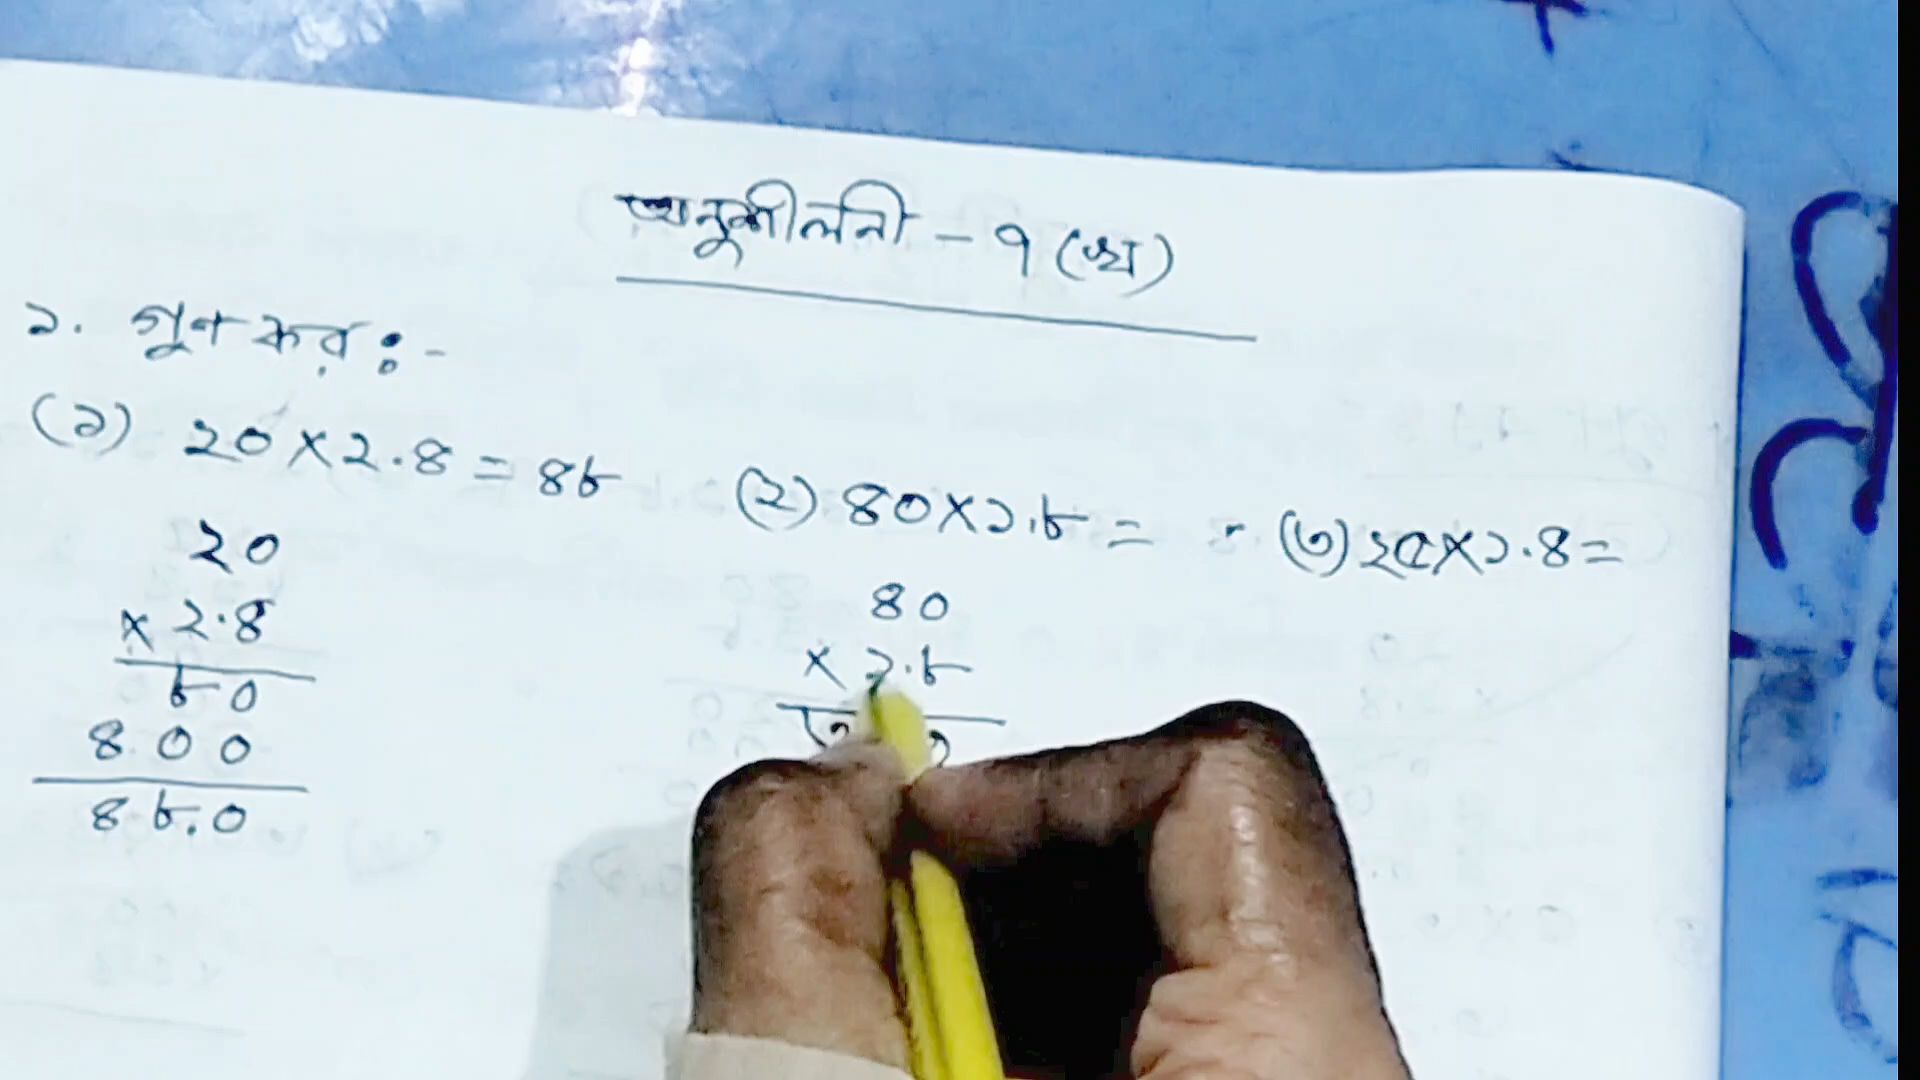 অনুশীলনী - ৭ (খ)
১. গুণ কর : -
(১) ২০ × ২.৪ = ৪৮
(২) ৪০ × ১.৮ =
(৩) ২৫ × ১.৪ =
২০
× ২.৪
৮০
৪০০
৪৮.০
৪০
× ১.৮